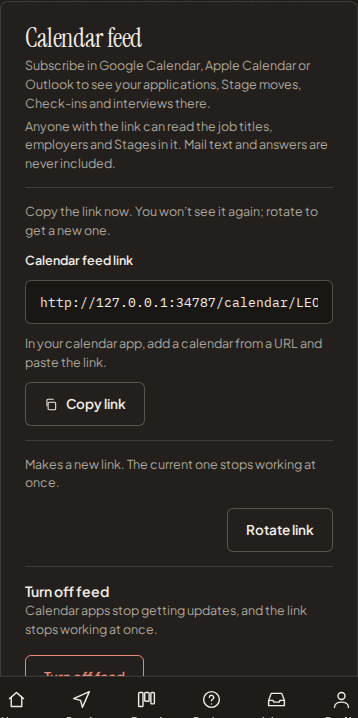 Calendar feed
Subscribe in Google Calendar, Apple Calendar or
Outlook to see your applications, Stage moves,
Check-ins and interviews there.
Anyone with the link can read the job titles,
employers and Stages in it. Mail text and answers are
never included.
Copy the link now. You won't see it again; rotate to
get a new one.
Calendar feed link
http://127.0.0.1:34787/calendar/LEO
In your calendar app, add a calendar from a URL and
paste the link.
Copy link
Makes a new link. The current one stops working at
once.
Rotate link
Turn off feed
Calendar apps stop getting updates, and the link
stops working at once.
Turn off feed